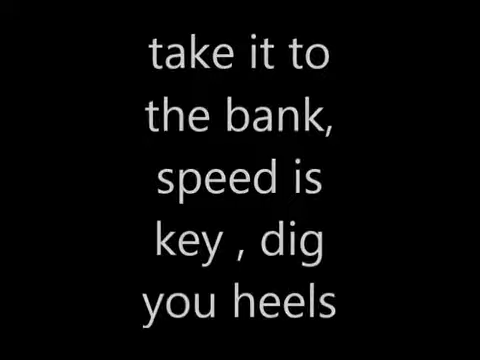 take it to
the bank,
speed is
key , dig
you heels